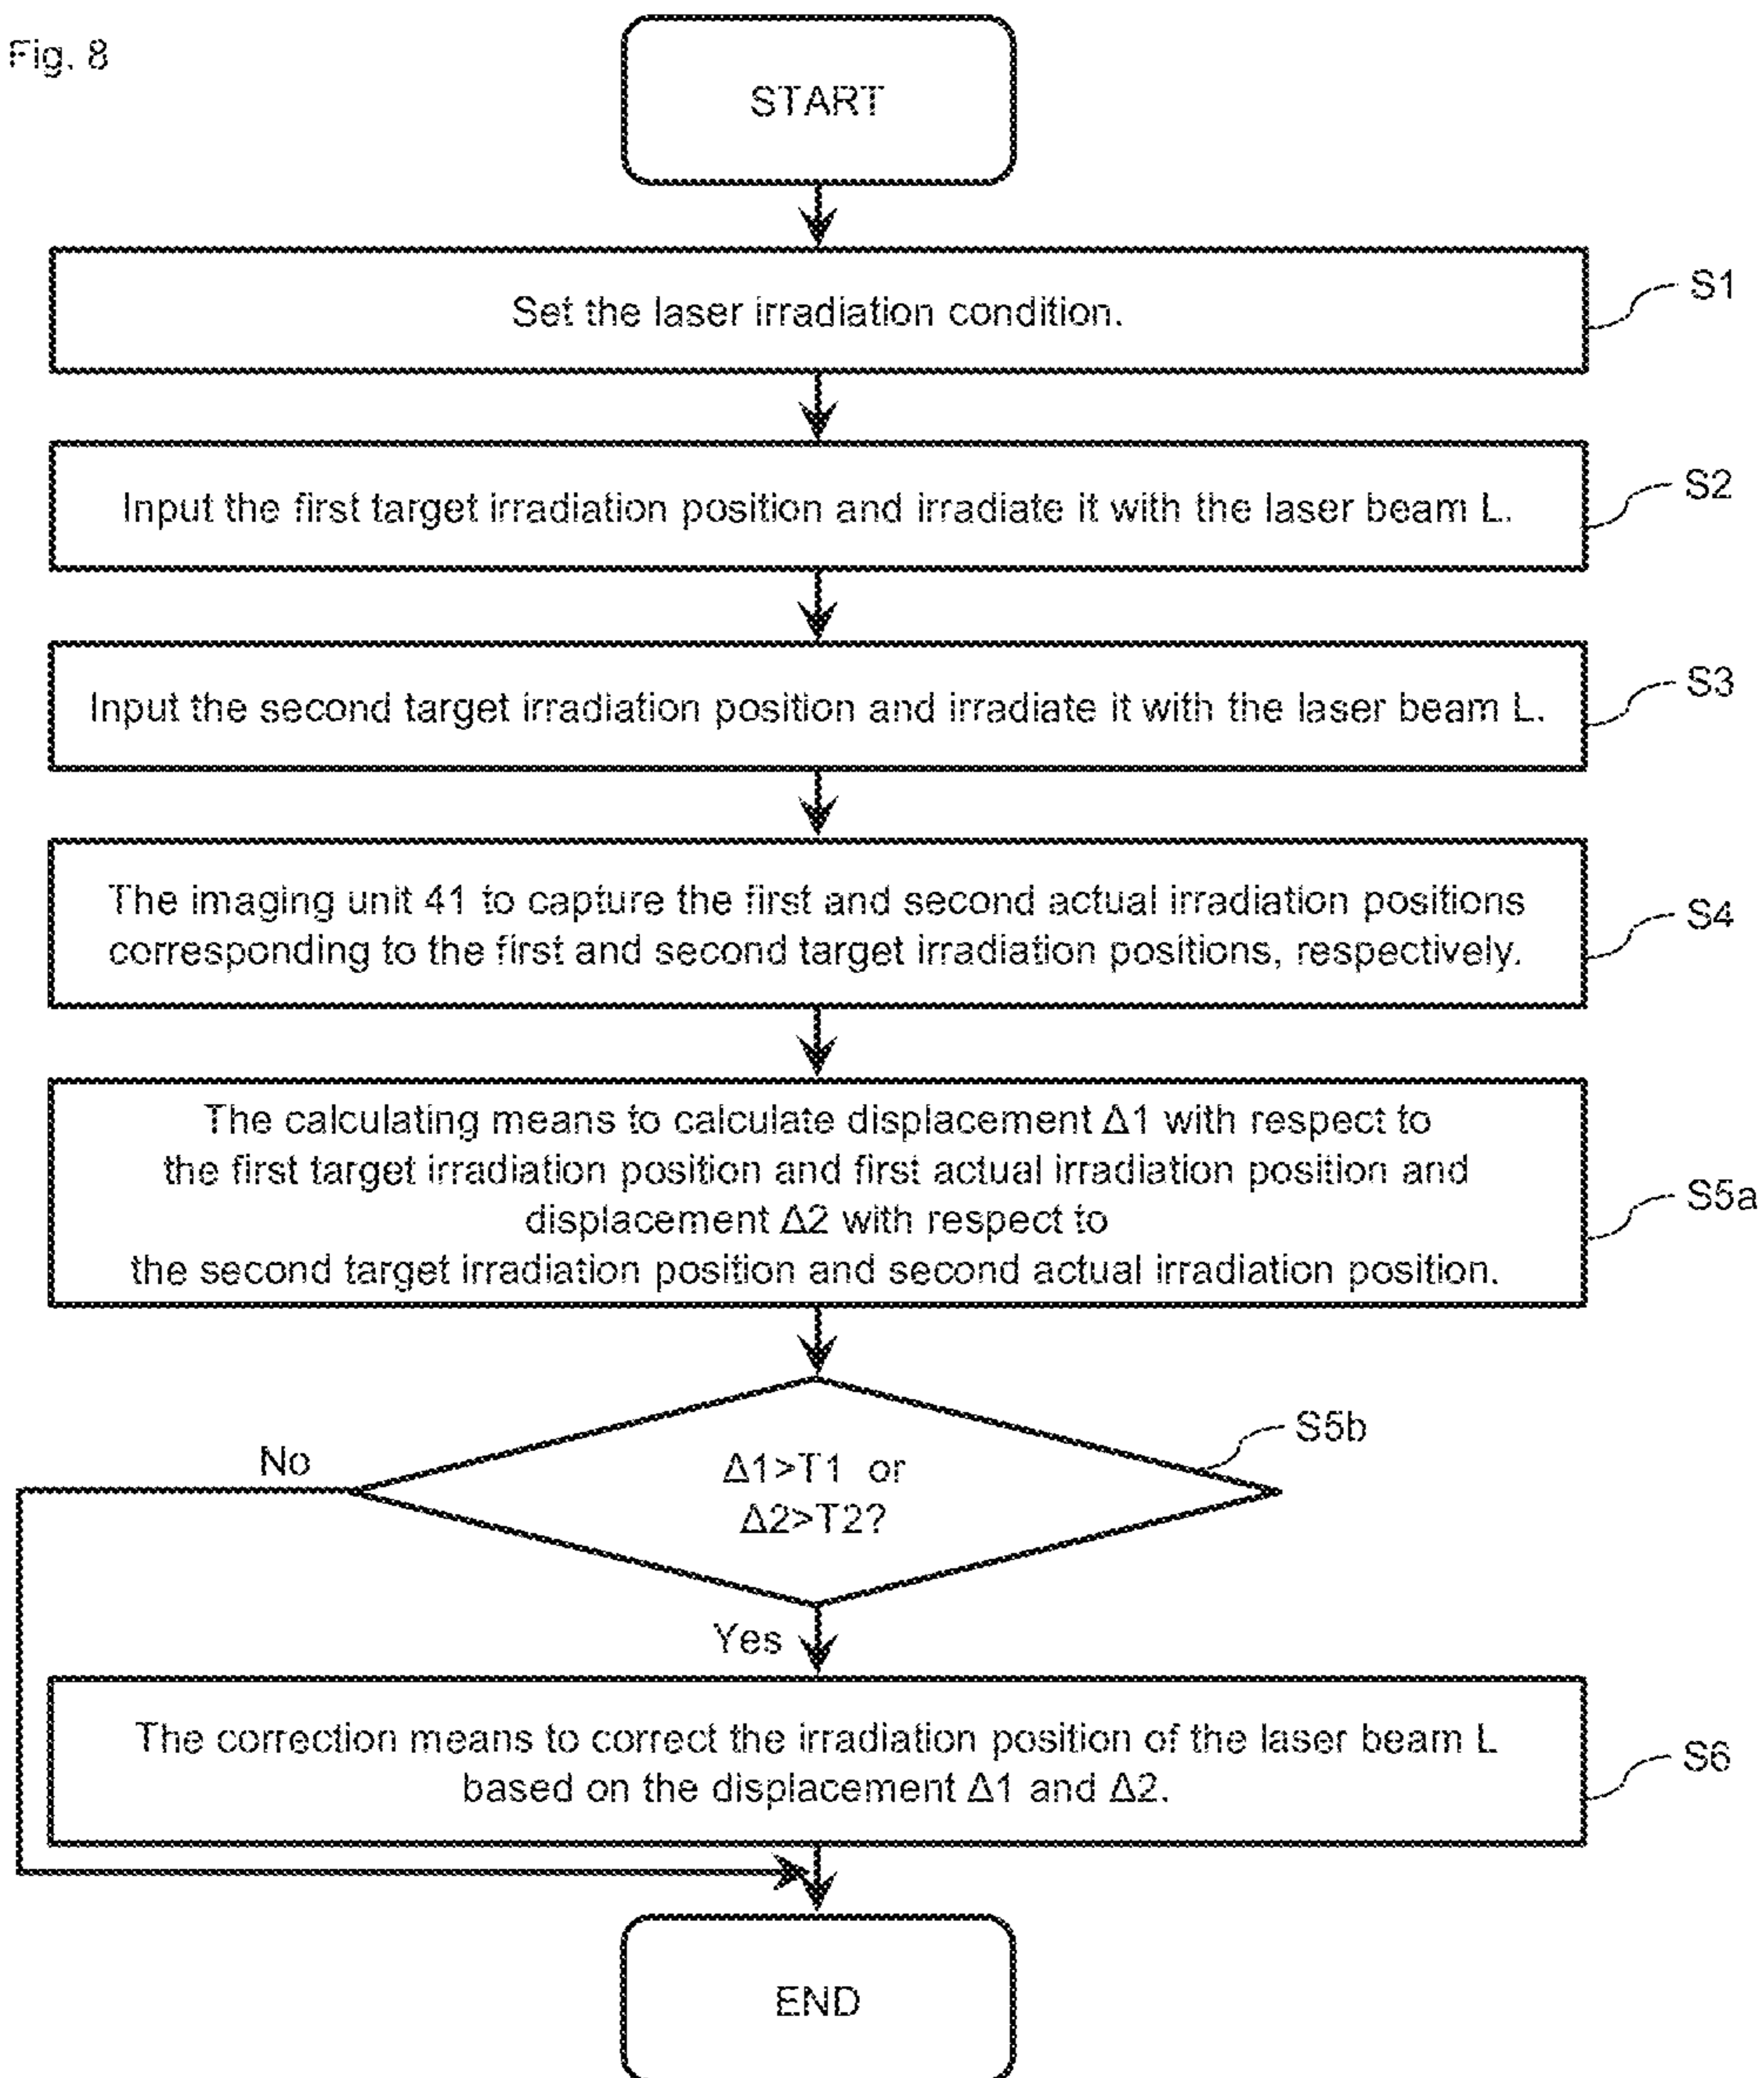 Fig. 8
START
Set the laser irradiation condition.
S1
Input the first target irradiation position and irradiate it with the laser beam L.
S2
Input the second target irradiation position and irradiate it with the laser beam L.
S3
The imaging unit 41 to capture the first and second actual irradiation positions
corresponding to the first and second target irradiation positions, respectively.
S4
The calculating means to calculate displacement Δ1 with respect to
the first target irradiation position and first actual irradiation position and
displacement Δ2 with respect to
the second target irradiation position and second actual irradiation position.
S5a
S5b
No
Δ1>T1 or
Δ2>T2?
Yes
The correction means to correct the irradiation position of the laser beam L
based on the displacement Δ1 and Δ2.
S6
END